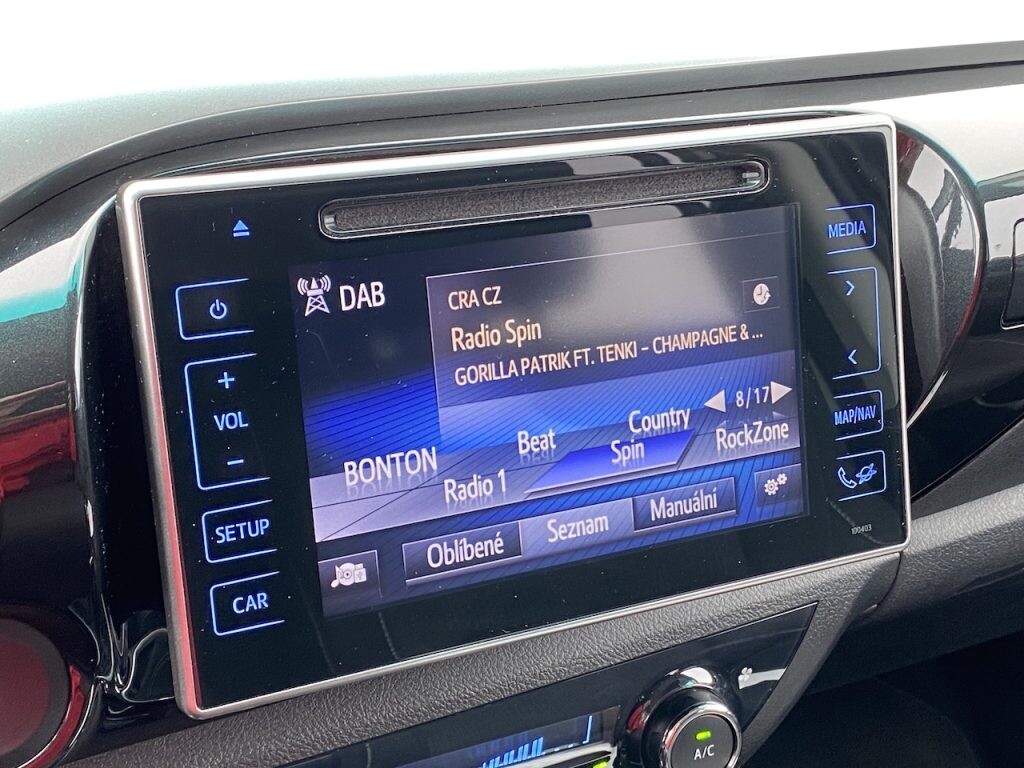 MEDIA
DAB
CRA CZ
Radio Spin
GORILLA PATRIK FT. TENKI – CHAMPAGNE & ...
8/17
+
VOL
−
MAP/NAV
BONTON
Beat
Country
Radio 1
Spin
RockZone
SETUP
Oblíbené
Seznam
Manuální
CAR
100403
A/C